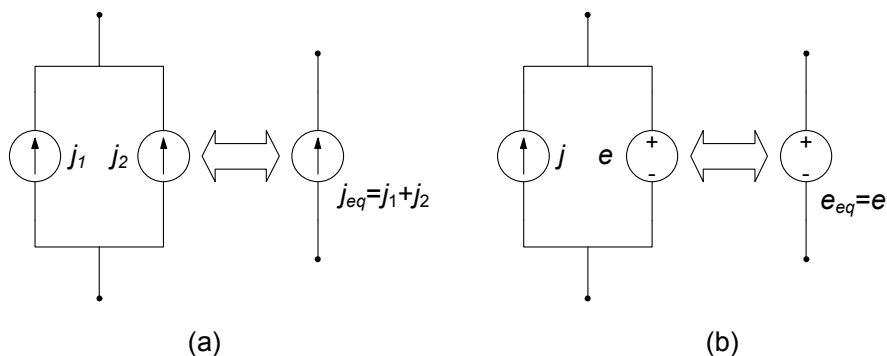 j1 j2
jeq=j1+j2
(a)
j e + -
+ -
eeq=e
(b)